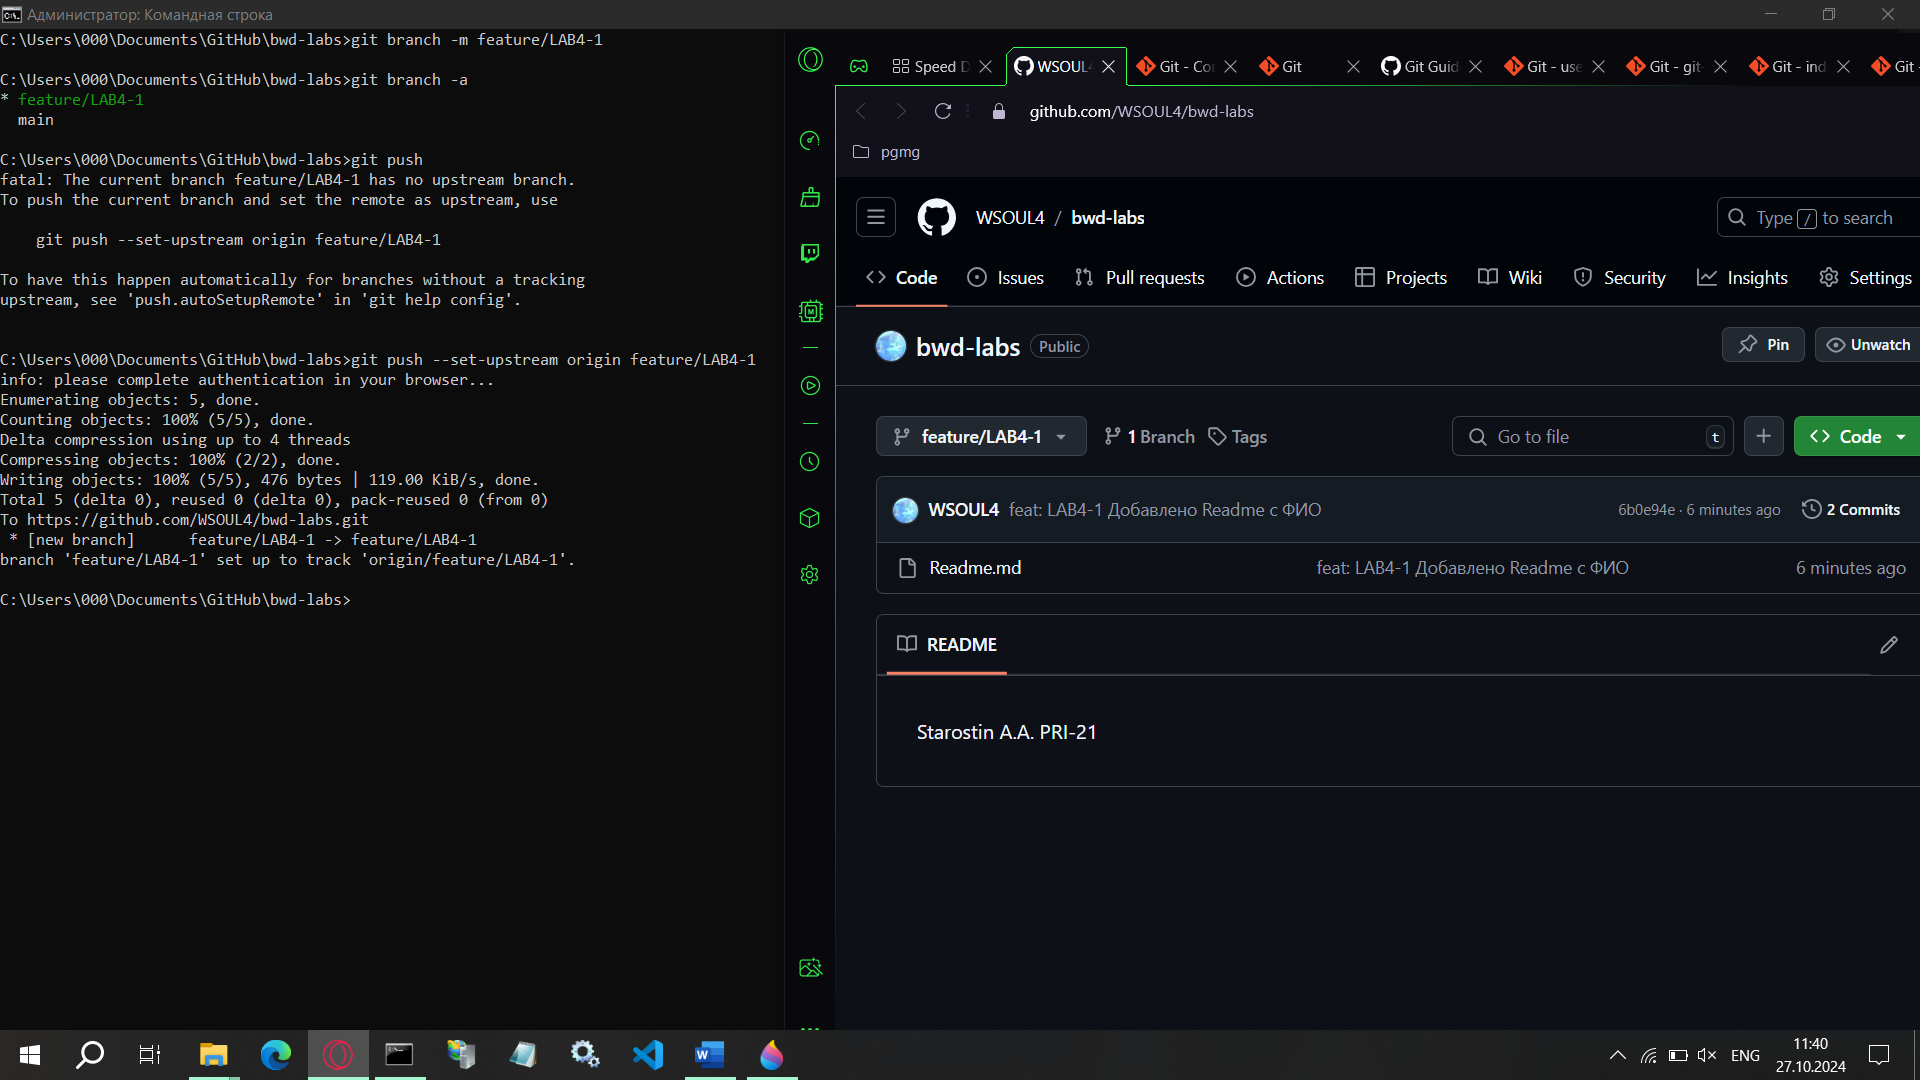 Администратор: Командная строка
C:\Users\000\Documents\GitHub\bwd-labs>git branch -m feature/LAB4-1
C:\Users\000\Documents\GitHub\bwd-labs>git branch -a
* feature/LAB4-1
main
C:\Users\000\Documents\GitHub\bwd-labs>git push
fatal: The current branch feature/LAB4-1 has no upstream branch.
To push the current branch and set the remote as upstream, use
git push --set-upstream origin feature/LAB4-1
To have this happen automatically for branches without a tracking
upstream, see 'push.autoSetupRemote' in 'git help config'.
C:\Users\000\Documents\GitHub\bwd-labs>git push --set-upstream origin feature/LAB4-1
info: please complete authentication in your browser...
Enumerating objects: 5, done.
Counting objects: 100% (5/5), done.
Delta compression using up to 4 threads
Compressing objects: 100% (2/2), done.
Writing objects: 100% (5/5), 476 bytes | 119.00 KiB/s, done.
Total 5 (delta 0), reused 0 (delta 0), pack-reused 0 (from 0)
To https://github.com/WSOUL4/bwd-labs.git
* [new branch]      feature/LAB4-1 -> feature/LAB4-1
branch 'feature/LAB4-1' set up to track 'origin/feature/LAB4-1'.
C:\Users\000\Documents\GitHub\bwd-labs>
Speed D WSOUL4 Git - Co Git Git Guid Git - use Git - git- Git - ind Git -
github.com/WSOUL4/bwd-labs
pgmg
WSOUL4 / bwd-labs
Type / to search
Code Issues Pull requests Actions Projects Wiki Security Insights Settings
bwd-labs Public
Pin Unwatch
feature/LAB4-1 1 Branch Tags
Go to file t
+ Code
WSOUL4 feat: LAB4-1 Добавлено Readme с ФИО 6b0e94e · 6 minutes ago 2 Commits
Readme.md feat: LAB4-1 Добавлено Readme с ФИО 6 minutes ago
README
Starostin A.A. PRI-21
ENG
11:40
27.10.2024